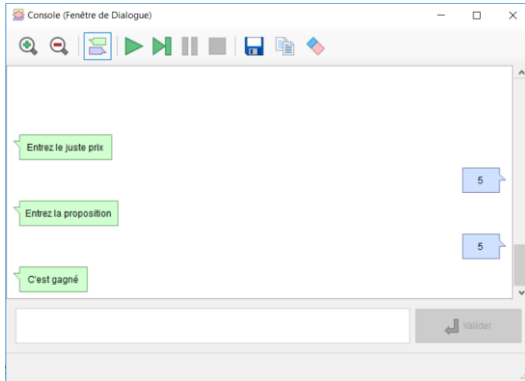 Console (Fenêtre de Dialogue)
Entrez le juste prix
5
Entrez la proposition
5
C'est gagné
Valider